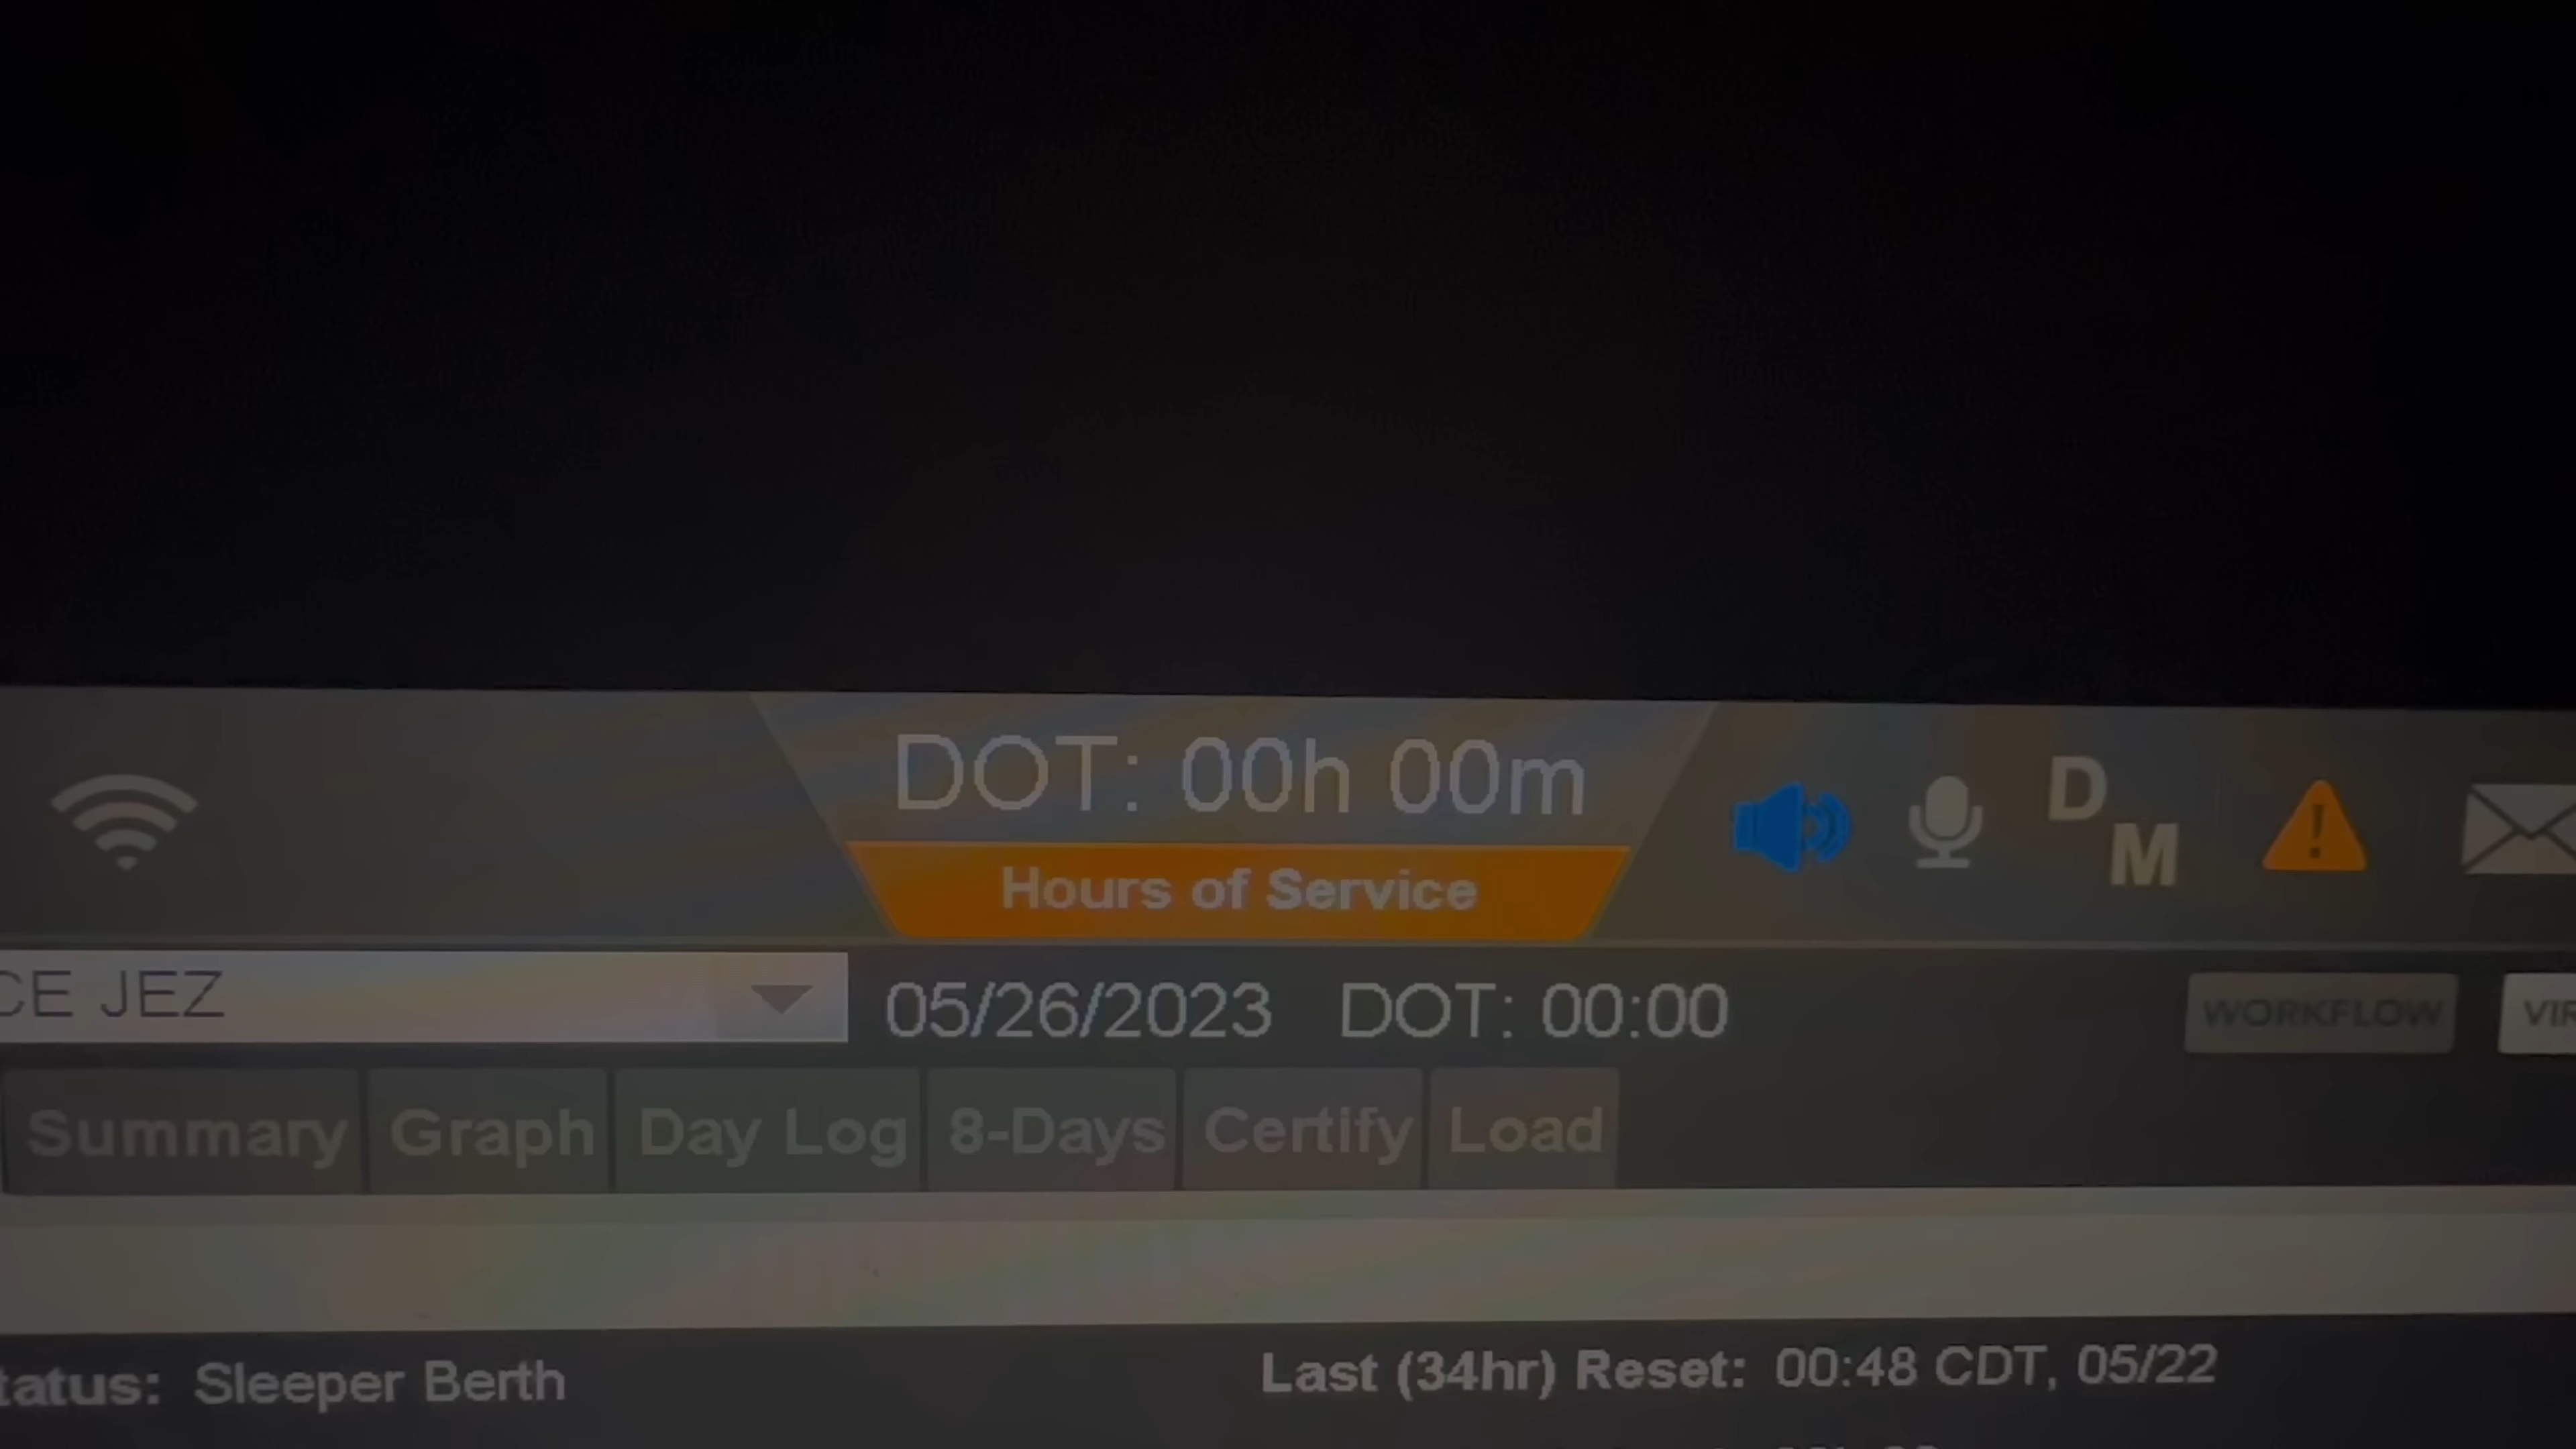 DOT: 00h 00m
D
M
Hours of Service
CE JEZ
05/26/2023 DOT: 00:00
WORKFLOW
VIR
Summary
Graph
Day Log
8-Days
Certify
Load
tatus: Sleeper Berth
Last (34hr) Reset: 00:48 CDT, 05/22